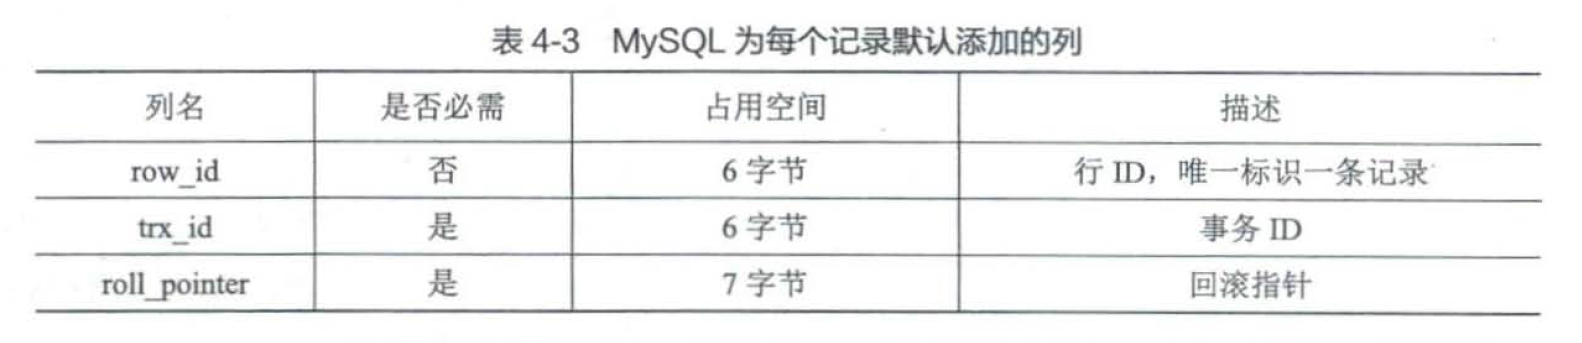 表 4-3 MySQL 为每个记录默认添加的列
列名 是否必需 占用空间 描述
row_id 否 6 字节 行 ID，唯一标识一条记录
trx_id 是 6 字节 事务 ID
roll_pointer 是 7 字节 回滚指针